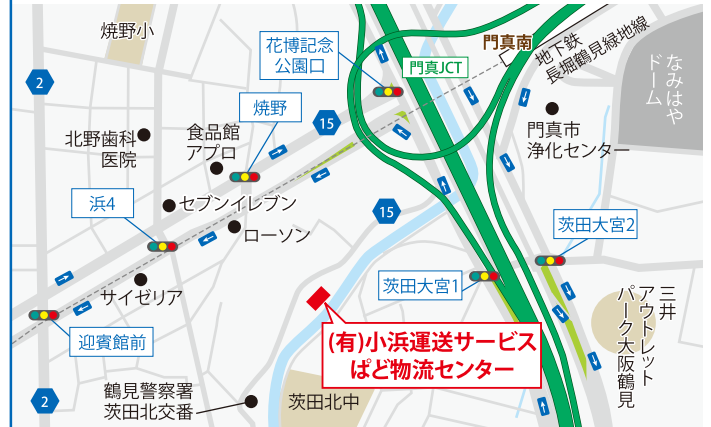 焼野小
2
花博記念
公園口
門真JCT
門真南
地下鉄
長堀鶴見緑地線
なみはや
ドーム
焼野
15
北野歯科
医院
食品館
アプロ
門真市
浄化センター
浜4
セブンイレブン
ローソン
15
茨田大宮2
サイゼリア
茨田大宮1
迎賓館前
(有)小浜運送サービス
ぱど物流センター
三井
アウトレット
パーク大阪鶴見
2
鶴見警察署
茨田北交番
茨田北中